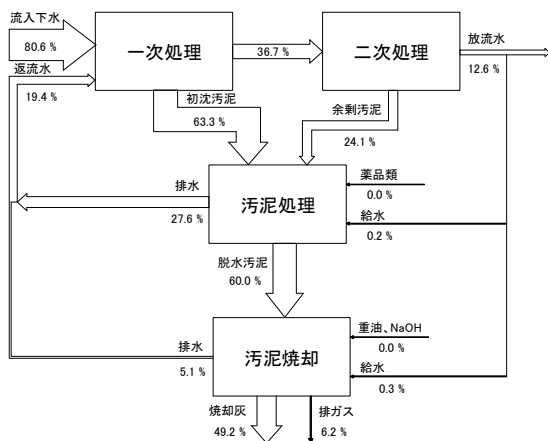 流入下水
80.6 %
返流水
19.4 %
一次処理
36.7 %
二次処理
放流水
12.6 %
初沈汚泥
63.3 %
余剰汚泥
24.1 %
排水
27.6 %
汚泥処理
薬品類
0.0 %
給水
0.2 %
脱水汚泥
60.0 %
排水
5.1 %
汚泥焼却
重油、NaOH
0.0 %
給水
0.3 %
焼却灰
49.2 %
排ガス
6.2 %